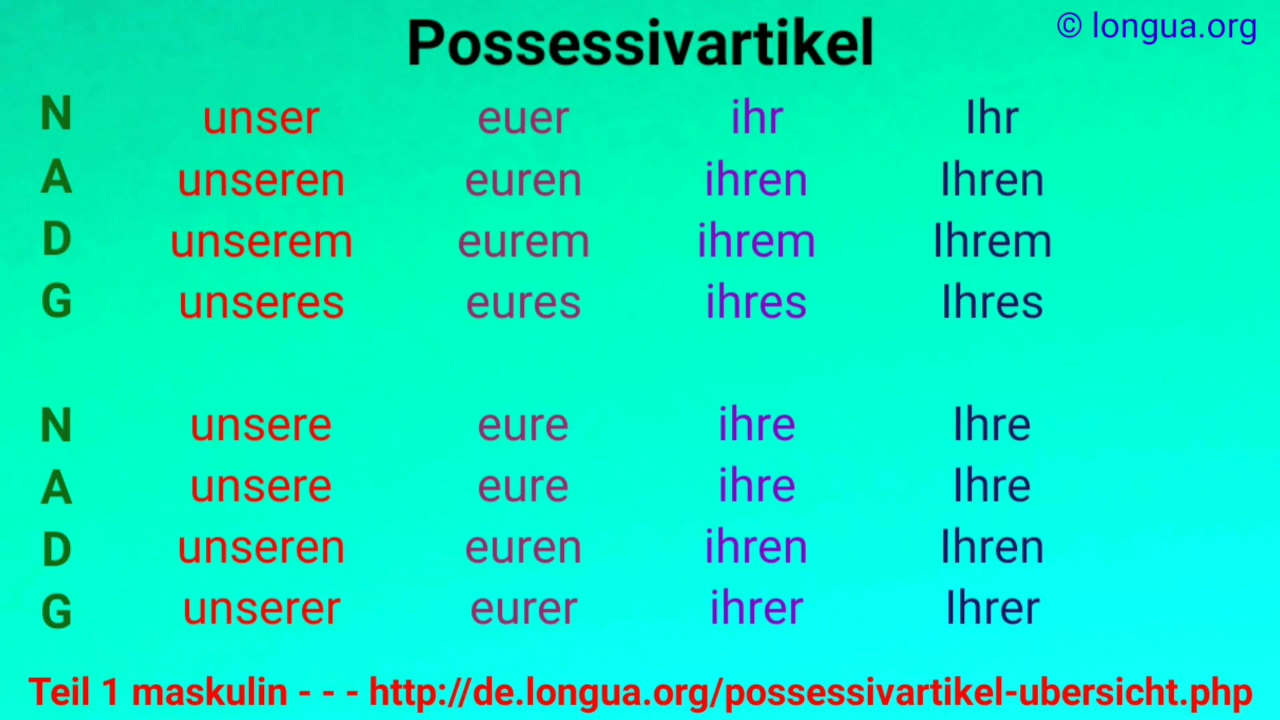 Possessivartikel
© longua.org
N unser euer ihr Ihr
A unseren euren ihren Ihren
D unserem eurem ihrem Ihrem
G unseres eures ihres Ihres
N unsere eure ihre Ihre
A unsere eure ihre Ihre
D unseren euren ihren Ihren
G unserer eurer ihrer Ihrer
Teil 1 maskulin - - - http://de.longua.org/possessivartikel-ubersicht.php